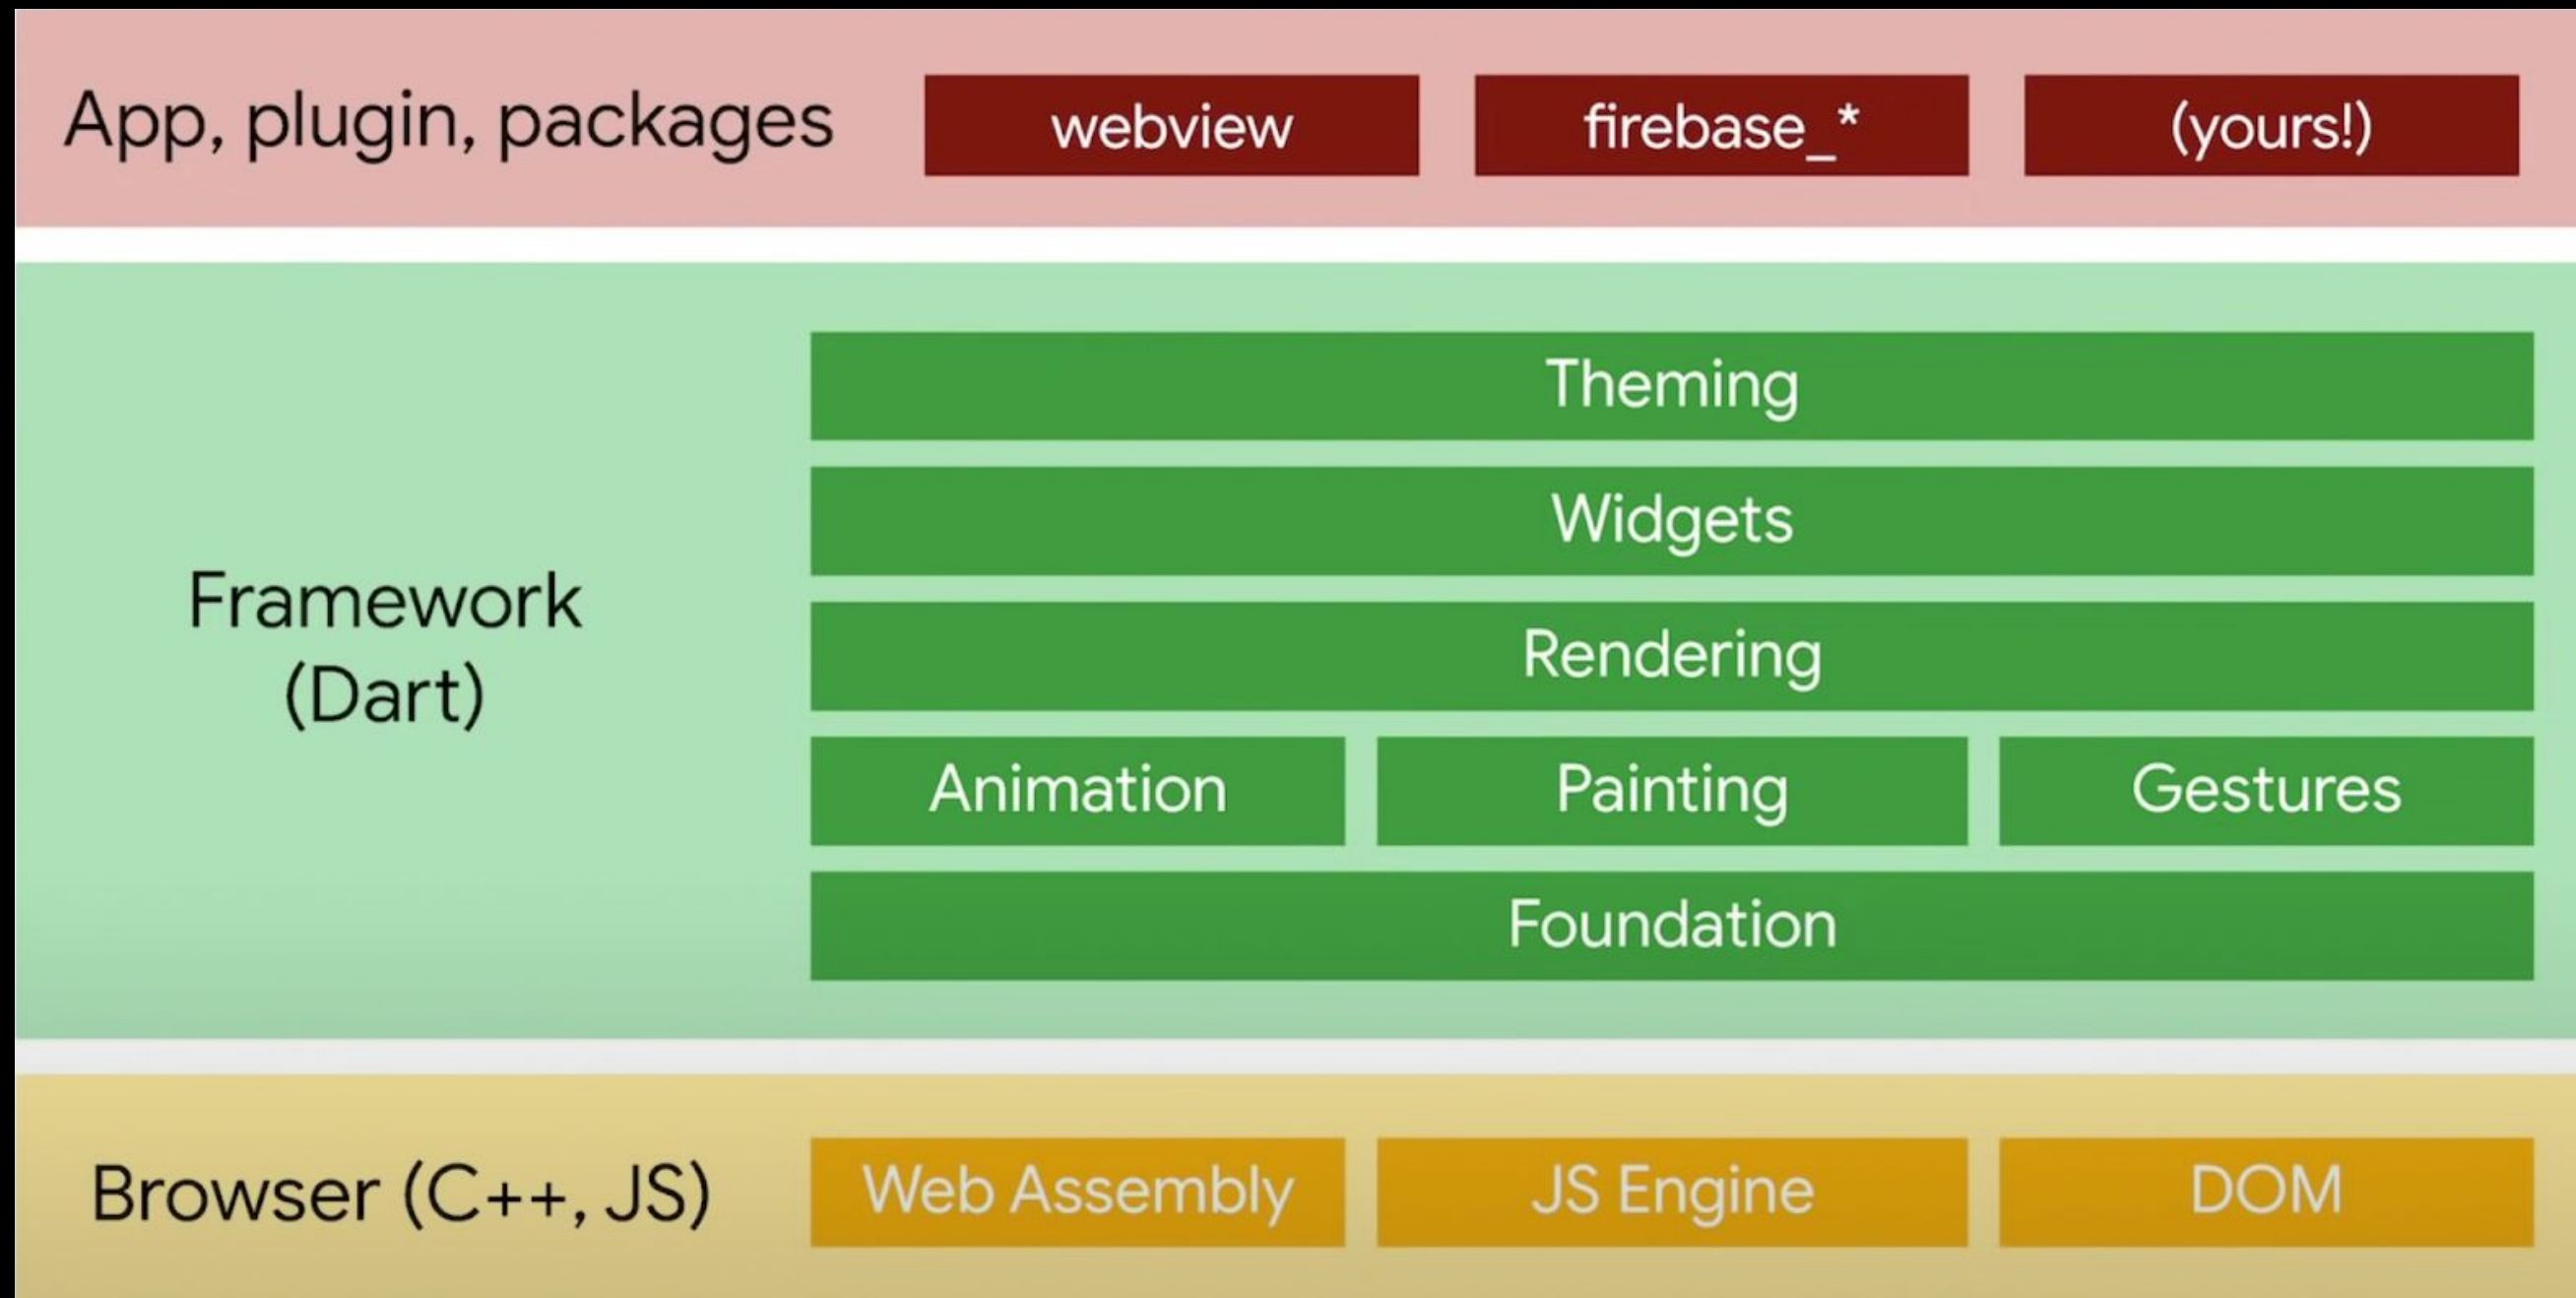 App, plugin, packages
webview
firebase_*
(yours!)
Framework
(Dart)
Theming
Widgets
Rendering
Animation
Painting
Gestures
Foundation
Browser (C++, JS)
Web Assembly
JS Engine
DOM